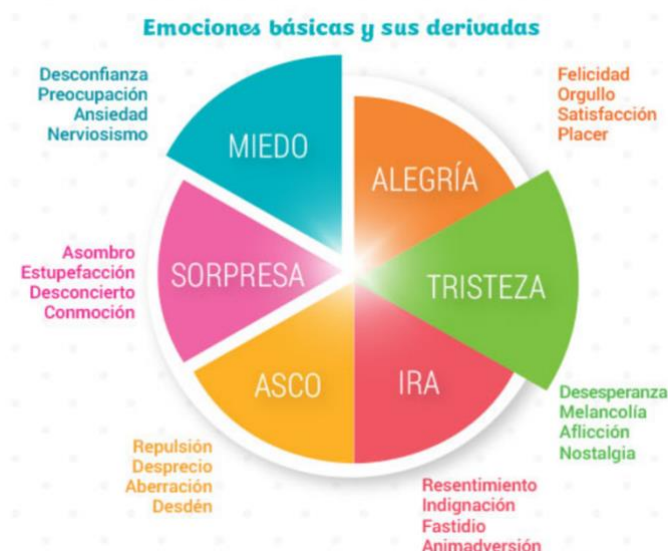 Emociones básicas y sus derivadas
Desconfianza
Preocupación
Ansiedad
Nerviosismo
MIEDO
Felicidad
Orgullo
Satisfacción
Placer
ALEGRÍA
Asombro
Estupefacción
Desconcierto
Conmoción
SORPRESA
TRISTEZA
Desesperanza
Melancolía
Aflicción
Nostalgia
ASCO
Repulsión
Desprecio
Aberración
Desdén
IRA
Resentimiento
Indignación
Fastidio
Animadversión